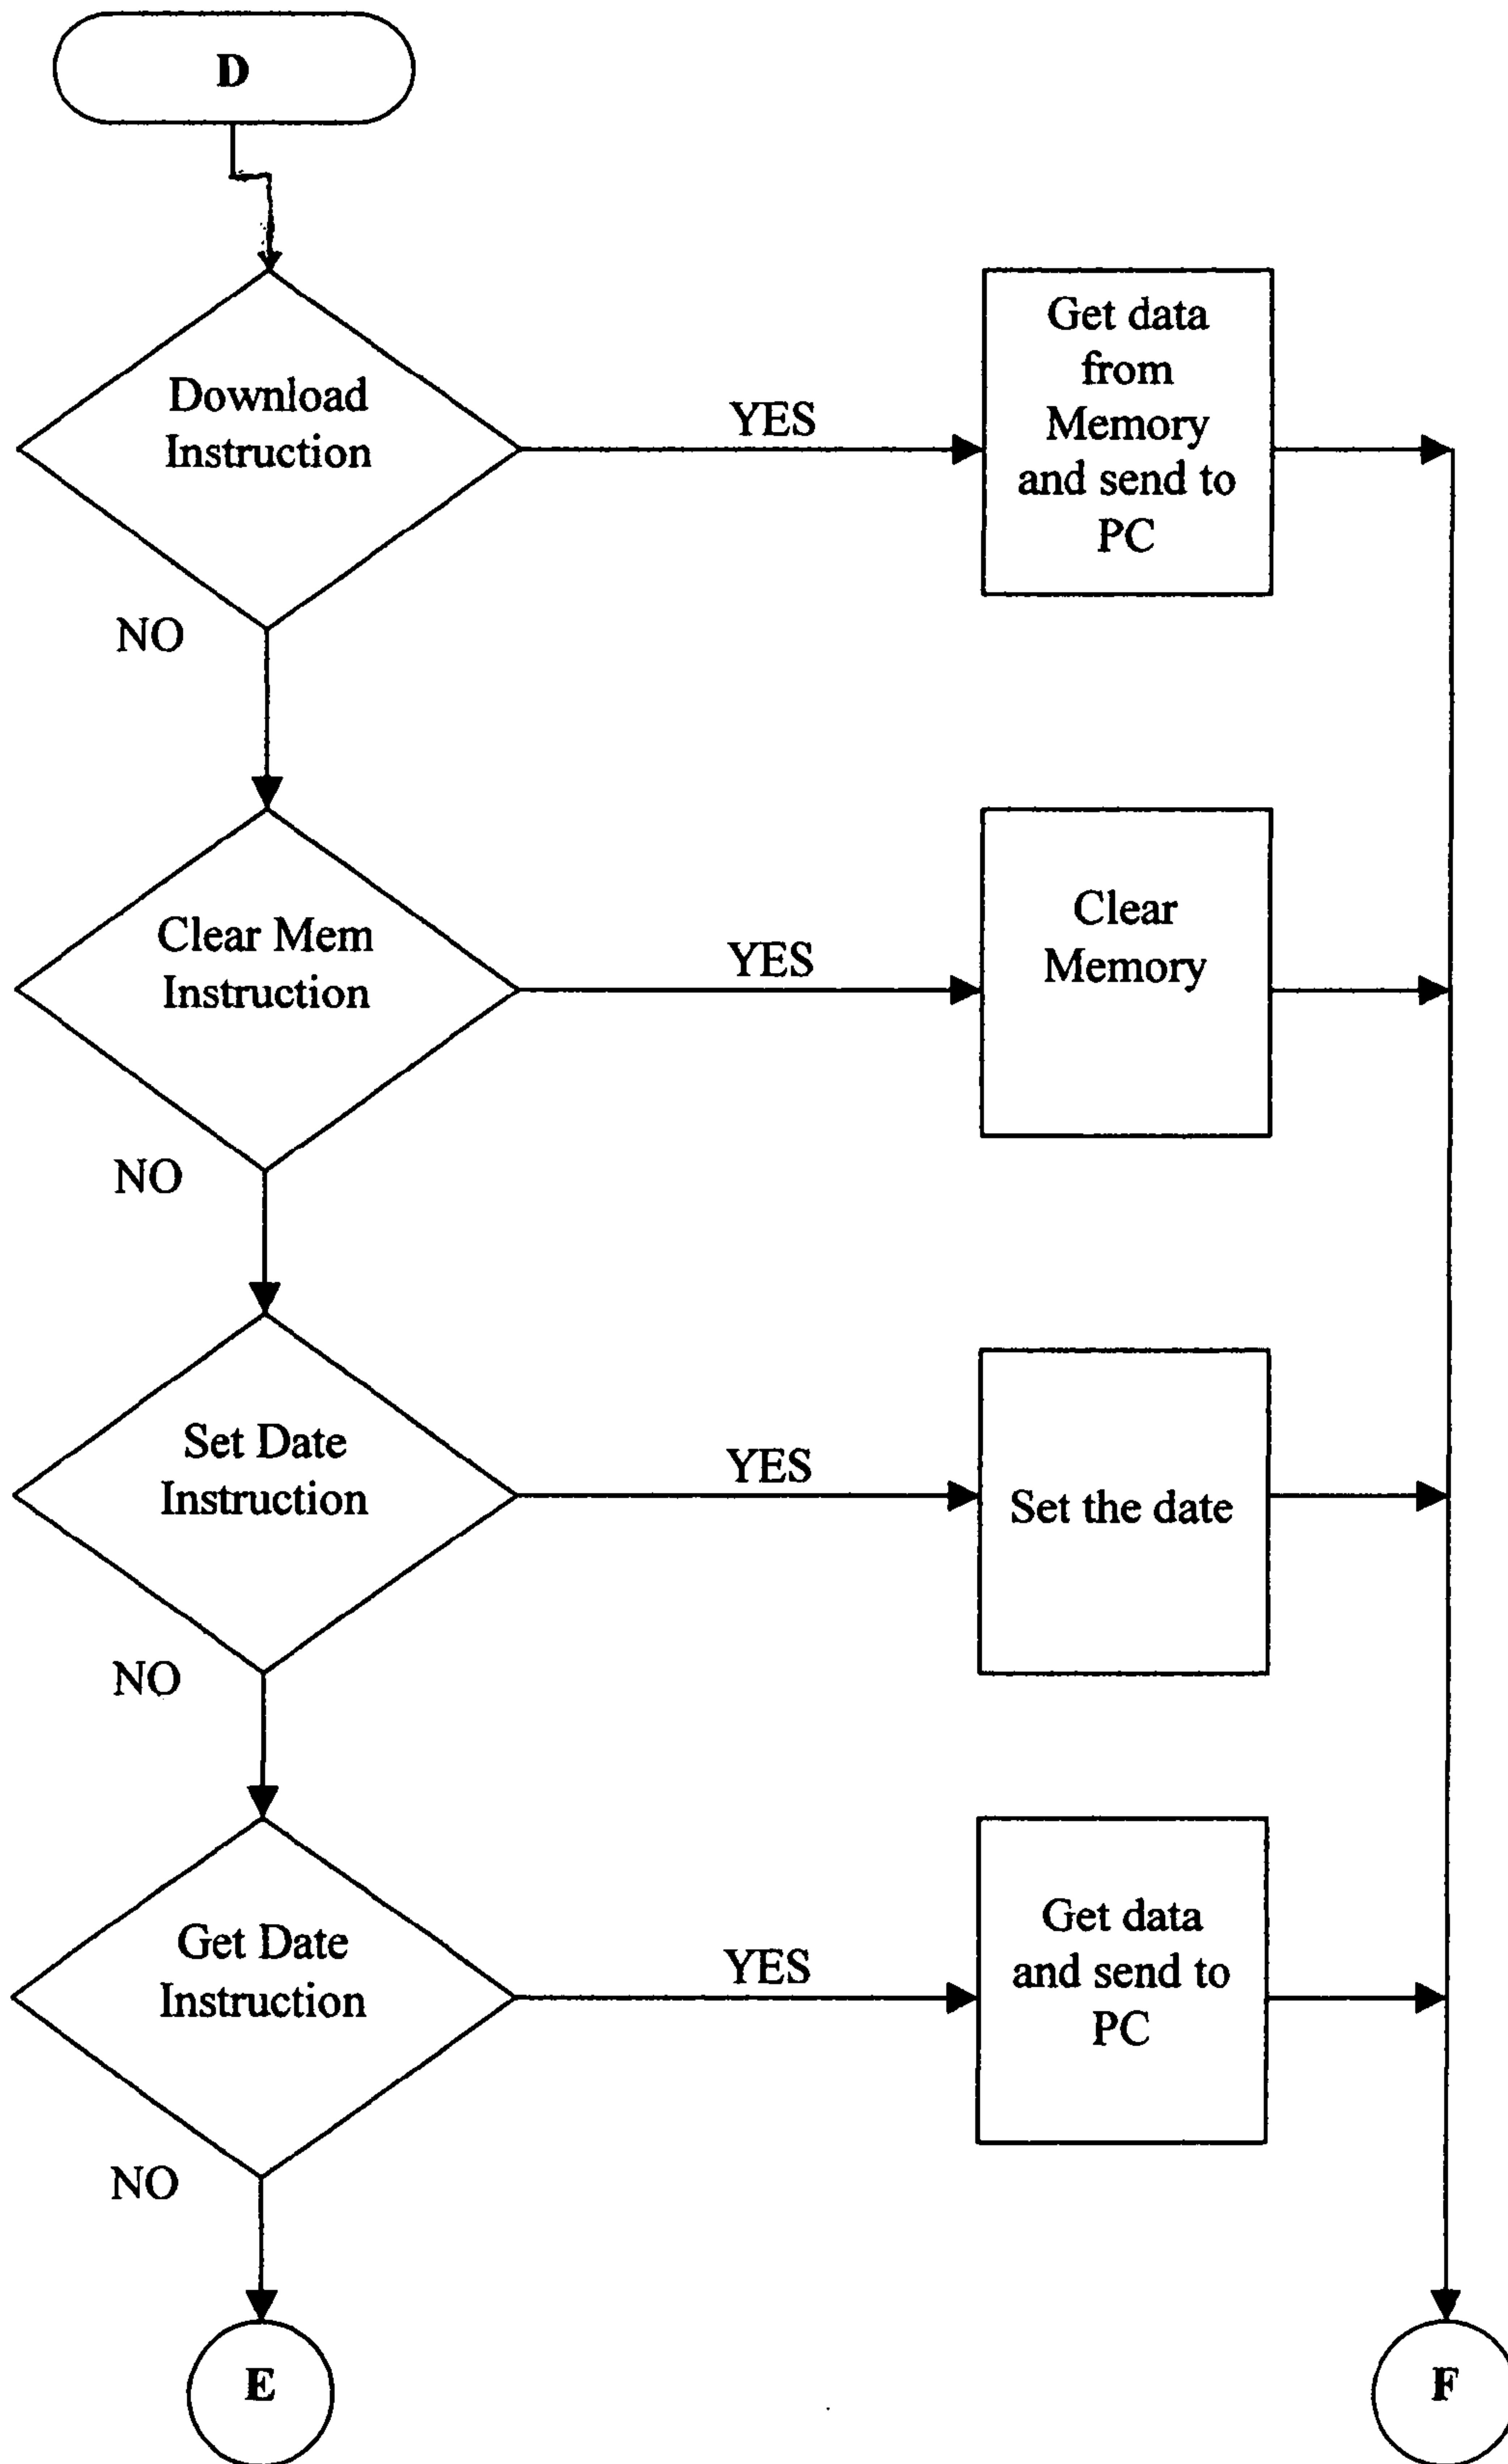 D
Download
Instruction
YES
Get data
from
Memory
and send to
PC
NO
Clear Mem
Instruction
YES
Clear
Memory
NO
Set Date
Instruction
YES
Set the date
NO
Get Date
Instruction
YES
Get data
and send to
PC
NO
E
F